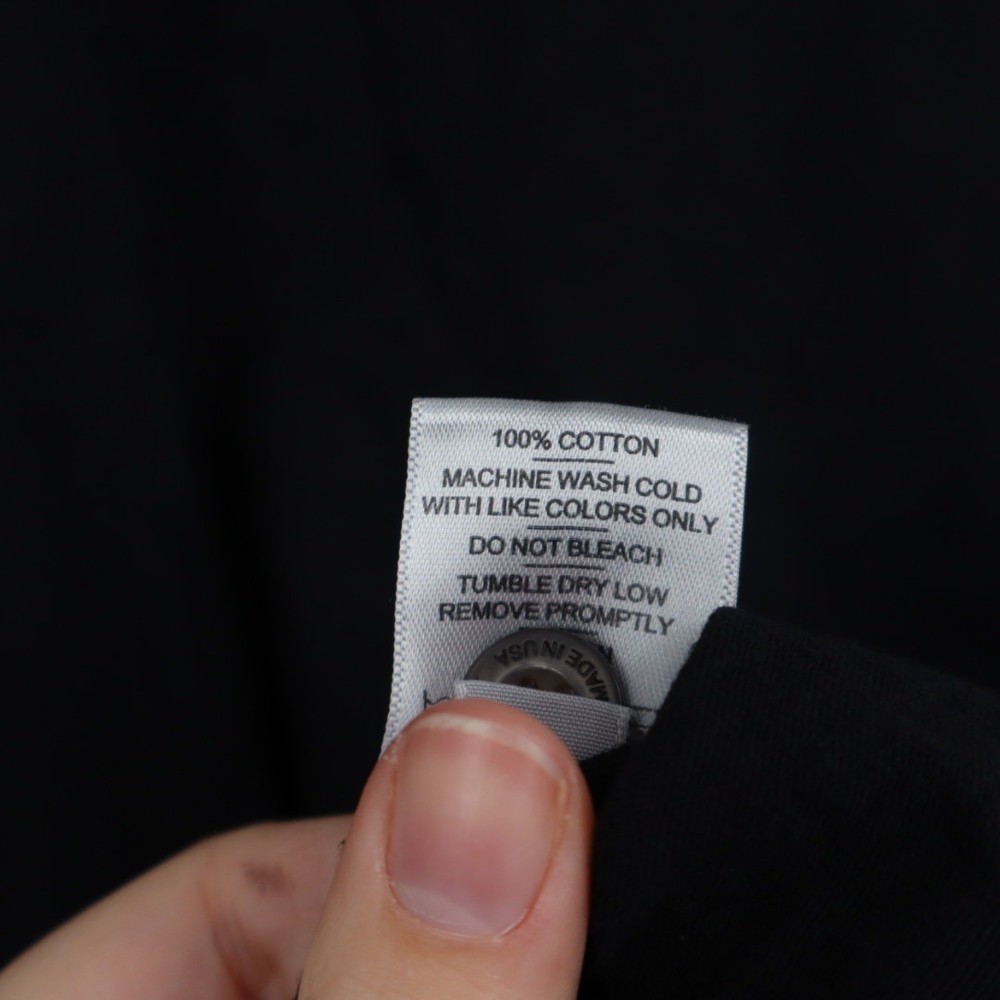 100% COTTON
MACHINE WASH COLD
WITH LIKE COLORS ONLY
DO NOT BLEACH
TUMBLE DRY LOW
REMOVE PROMPTLY
MADE IN USA